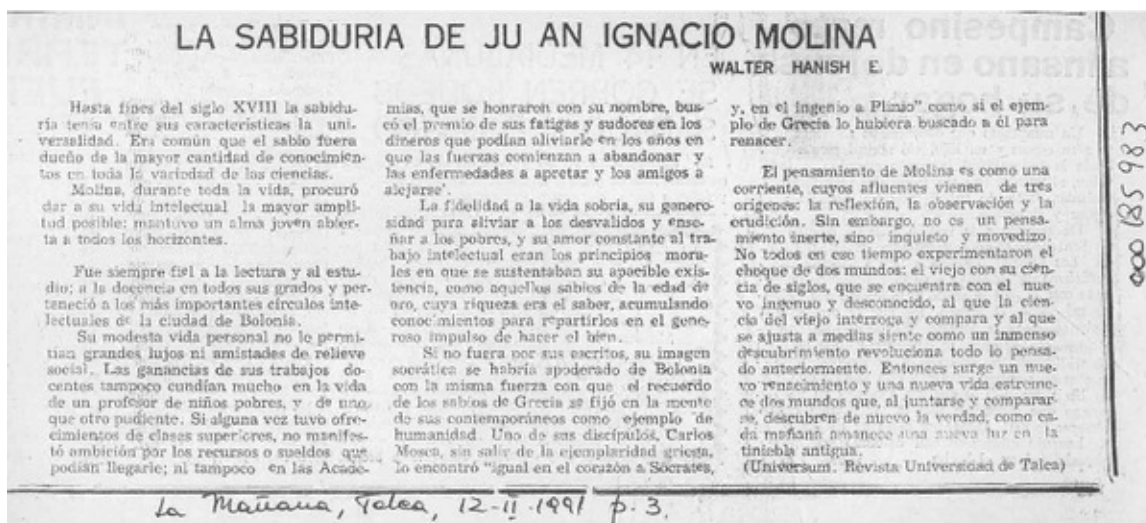 LA SABIDURIA DE JU AN IGNACIO MOLINA
WALTER HANISH E.
Hasta fines del siglo XVIII la sabidu-
ría tenía entre sus características la uni-
versalidad. Era común que el sabio fuera
dueño de la mayor cantidad de conocimien-
tos en toda la variedad de las ciencias.
Molina, durante toda la vida, procuró
dar a su vida intelectual la mayor ampli-
tud posible: mantuvo un alma joven abier-
ta a todos los horizontes.
Fue siempre fiel a la lectura y al estu-
dio; a la docencia en todos sus grados y per-
teneció a los más importantes círculos inte-
lectuales de la ciudad de Bolonia.
Su modesta vida personal no le permi-
tían grandes lujos ni amistades de relieve
social. Las ganancias de sus trabajos do-
centes tampoco cundían mucho en la vida
de un profesor de niños pobres, y de uno
que otro pudiente. Si alguna vez tuvo ofre-
cimientos de clases superiores, no manifes-
tó ambición por los recursos o sueldos que
podían llegarle; ni tampoco en las Acade-
mias, que se honraron con su nombre, bus-
có el premio de sus fatigas y sudores en los
dineros que podían aliviarle en los años en
que las fuerzas comienzan a abandonar y
las enfermedades a apretar y los amigos a
alejarse'.
La fidelidad a la vida sobria, su genero-
sidad para aliviar a los desvalidos y ense-
ñar a los pobres, y su amor constante al tra-
bajo intelectual eran los principios mora-
les en que se sustentaban su apacible exis-
tencia, como aquellos sabios de la edad de
oro, cuya riqueza era el saber, acumulando
conocimientos para repartirlos en el gene-
roso impulso de hacer el bien.
Si no fuera por sus escritos, su imagen
socrática se habría apoderado de Bolonia
con la misma fuerza con que el recuerdo
de los sabios de Grecia se fijó en la mente
de sus contemporáneos como ejemplo de
humanidad. Uno de sus discípulos, Carlos
Mosca, sin salir de la ejemplaridad griega,
lo encontró "igual en el corazón a Sócrates,
y, en el ingenio a Plinio" como si el ejem-
plo de Grecia lo hubiera buscado a él para
renacer.
El pensamiento de Molina es como una
corriente, cuyos afluentes vienen de tres
orígenes: la reflexión, la observación y la
erudición. Sin embargo, no es un pensa-
miento inerte, sino inquieto y movedizo.
No todos en ese tiempo experimentaron el
choque de dos mundos: el viejo con su cien-
cia de siglos, que se encuentra con el nue-
vo ingenuo y desconocido, al que la cien-
cia del viejo interroga y compara y al que
se ajusta a medias siente como un inmenso
descubrimiento revoluciona todo lo pensa-
do anteriormente. Entonces surge un nue-
vo renacimiento y una nueva vida estreme-
ce dos mundos que, al juntarse y comparar-
se, descubren de nuevo la verdad, como ca-
da mañana amanece una nueva luz en la
tiniebla antigua.
(Universum. Revista Universidad de Talca)
000185983
La Mañana, Talca, 12-II-1991 p. 3.